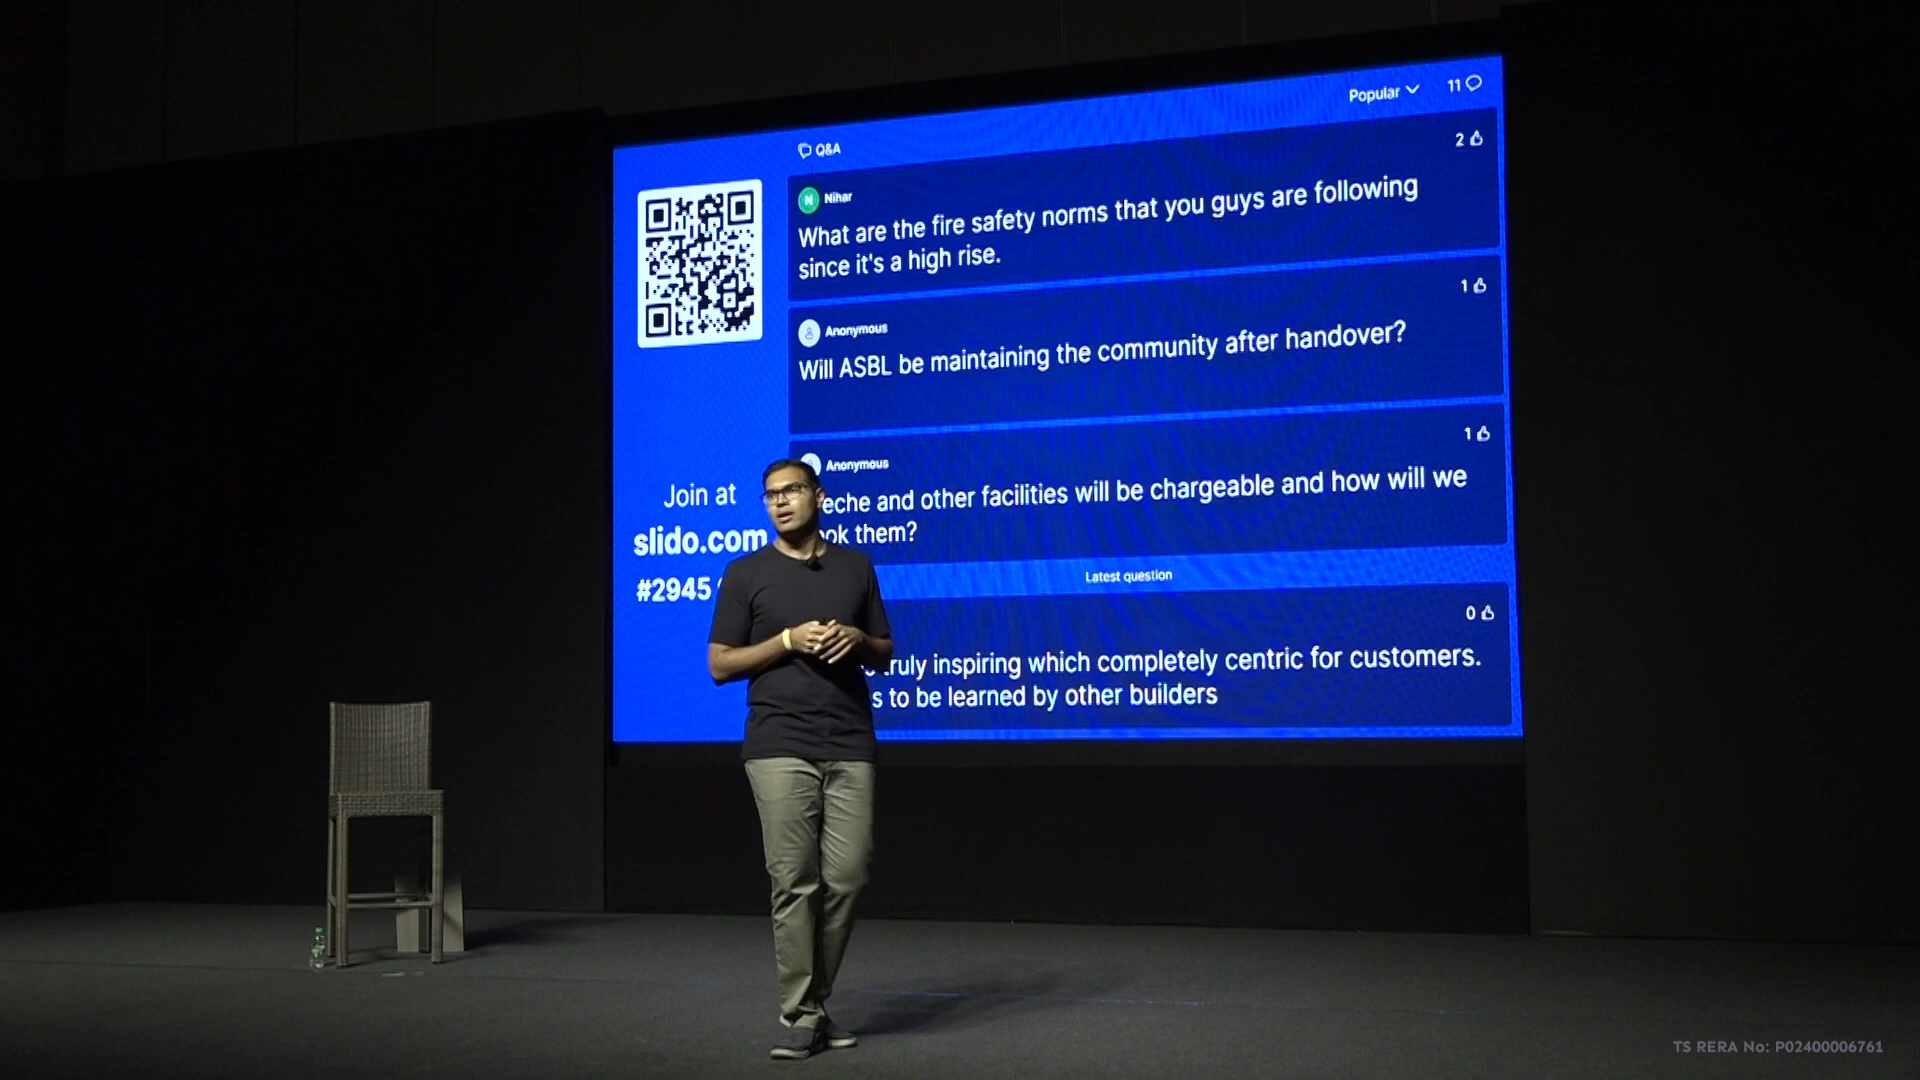 Popular
11
Q&A
2
Nihar
What are the fire safety norms that you guys are following
since it's a high rise.
1
Anonymous
Will ASBL be maintaining the community after handover?
1
Anonymous
eche and other facilities will be chargeable and how will we
ok them?
Join at
slido.com
#2945
Latest question
0
truly inspiring which completely centric for customers.
s to be learned by other builders
TS RERA No: P02400006761